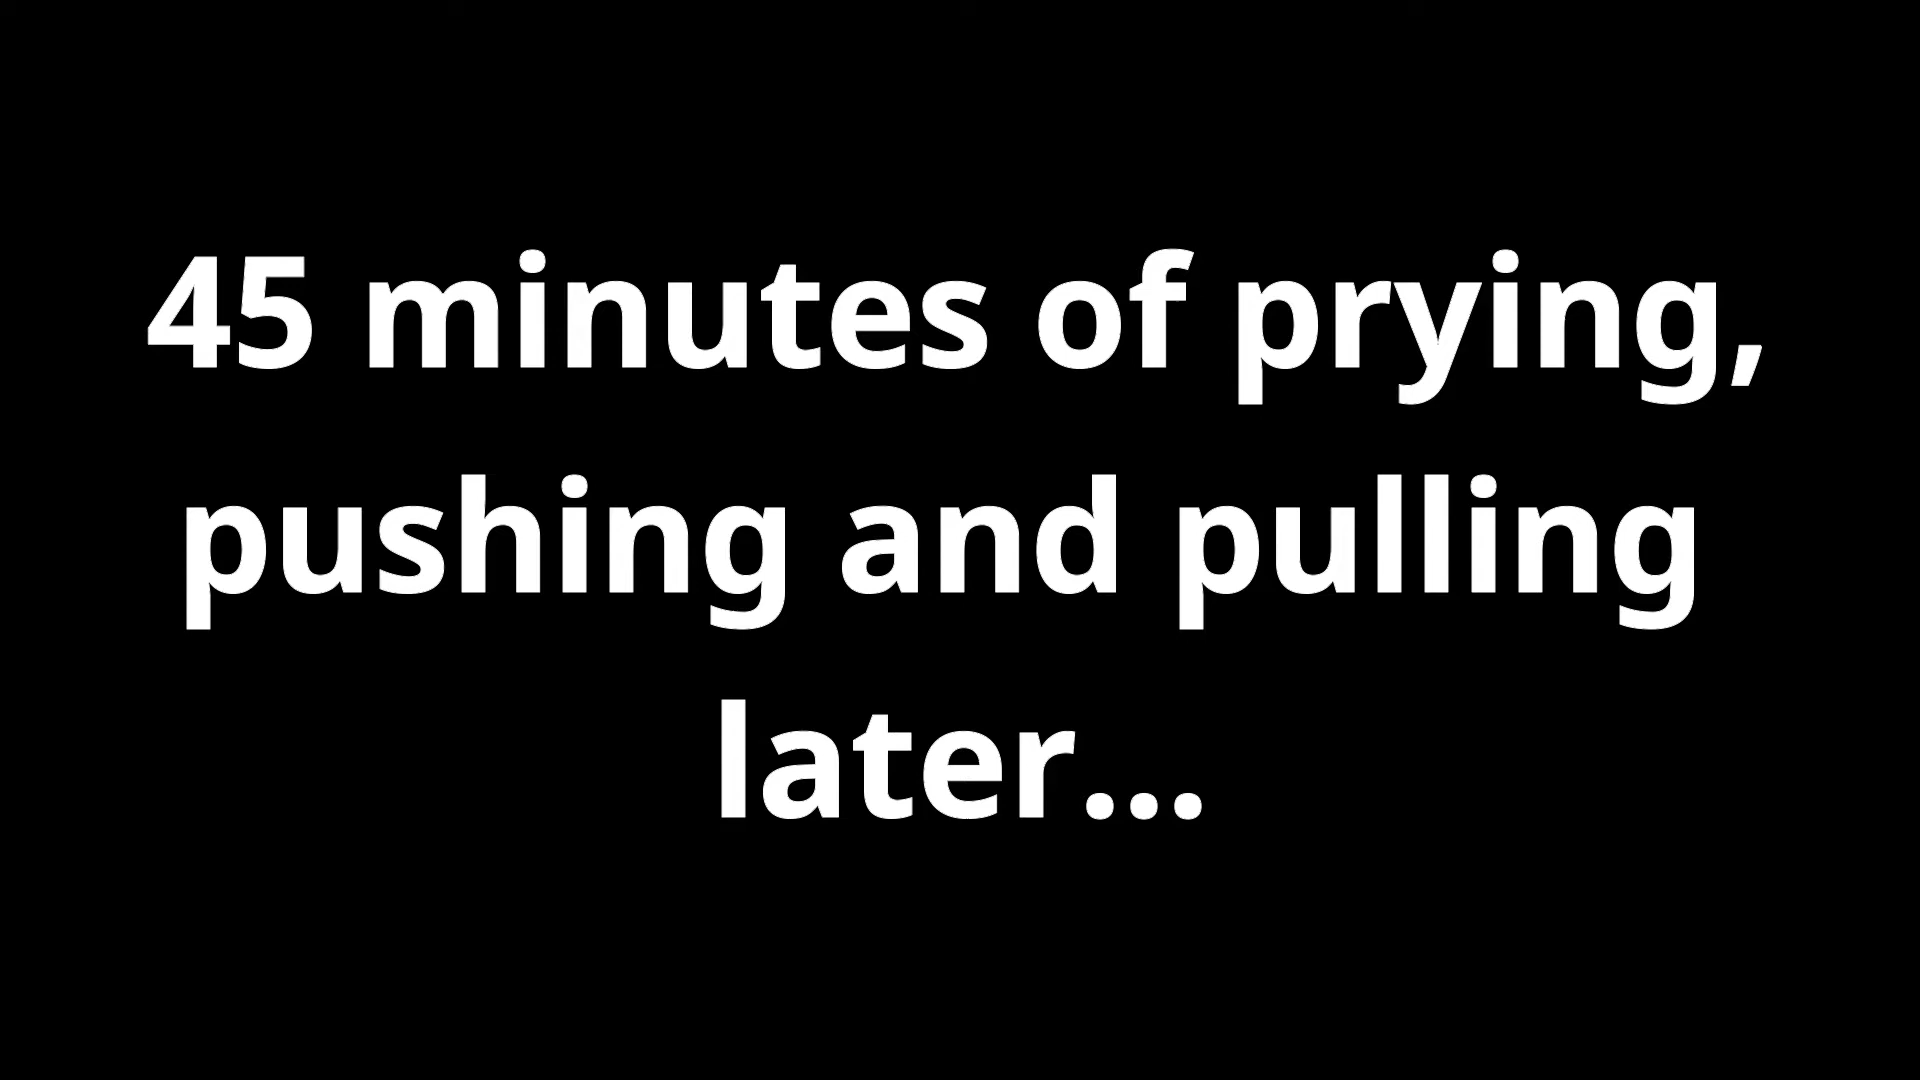 45 minutes of prying,
pushing and pulling
later...